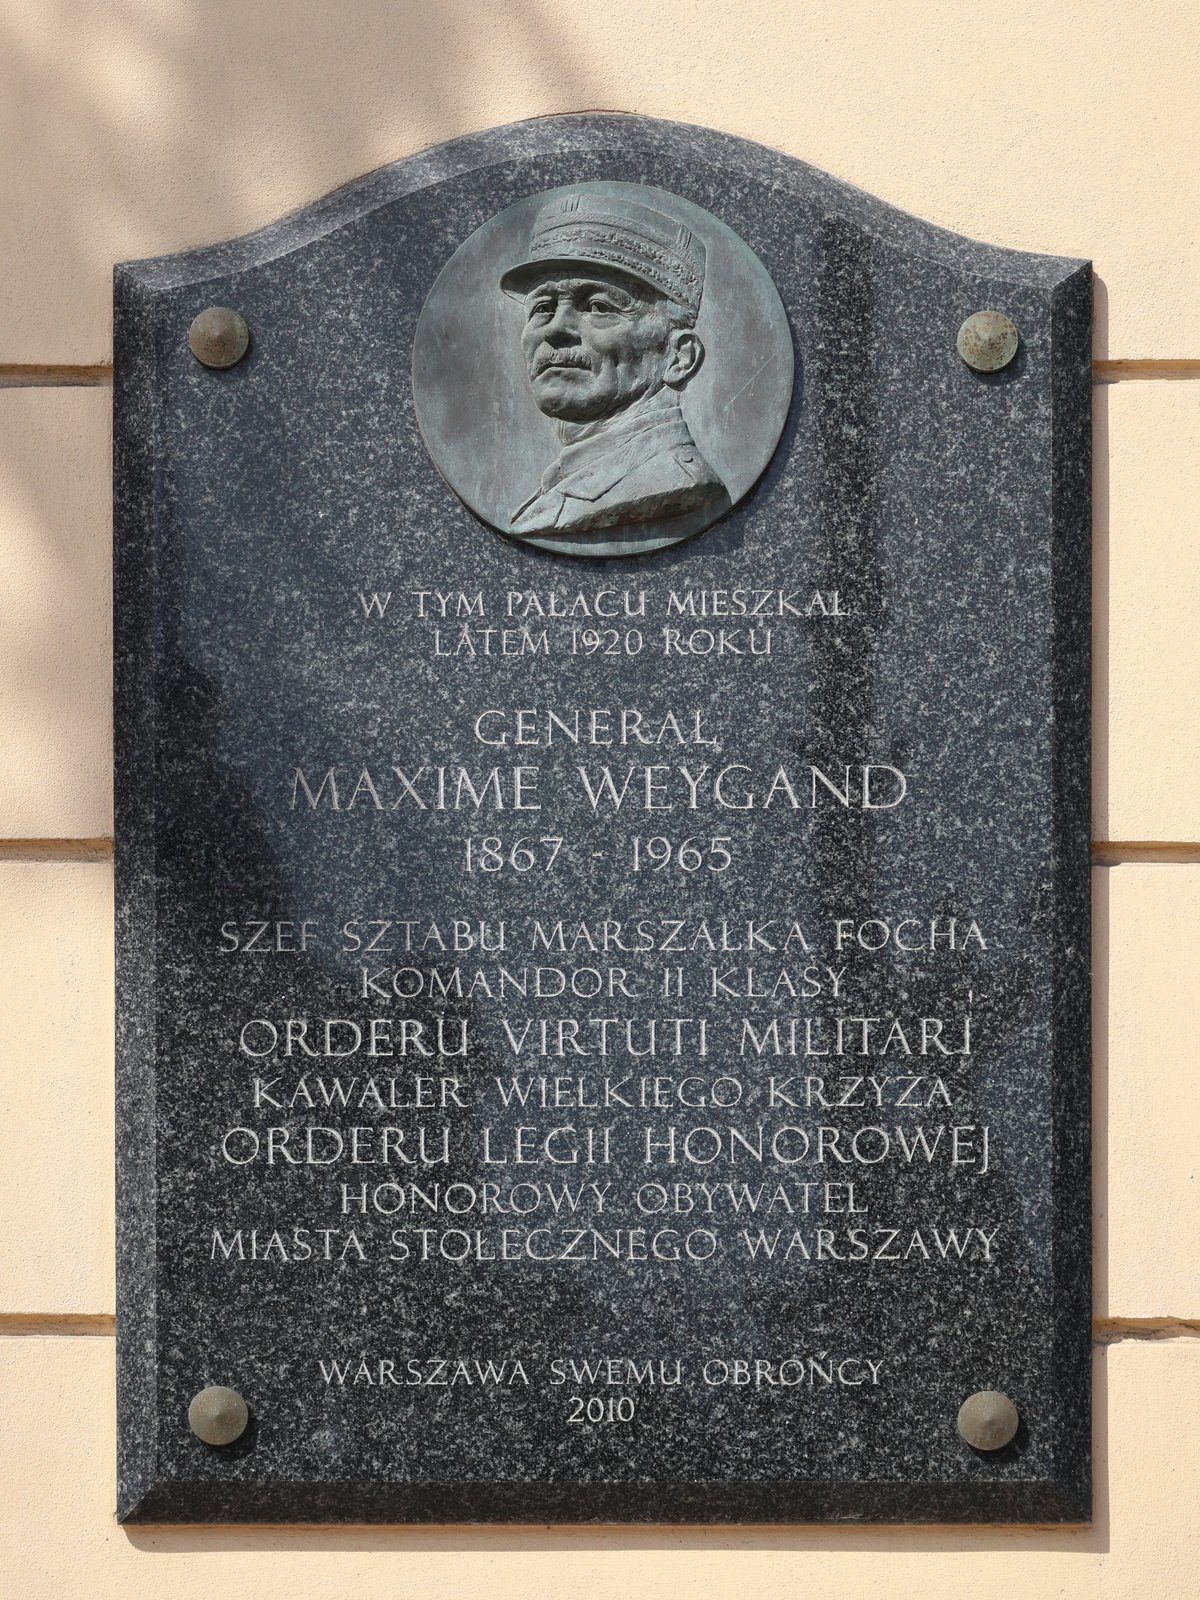 W TYM PAŁACU MIESZKAŁ
LATEM 1920 ROKU
GENERAŁ
MAXIME WEYGAND
1867 - 1965
SZEF SZTABU MARSZAŁKA FOCHA
KOMANDOR II KLASY
ORDERU VIRTUTI MILITARI
KAWALER WIELKIEGO KRZYŻA
ORDERU LEGII HONOROWEJ
HONOROWY OBYWATEL
MIASTA STOŁECZNEGO WARSZAWY
WARSZAWA SWEMU OBROŃCY
2010